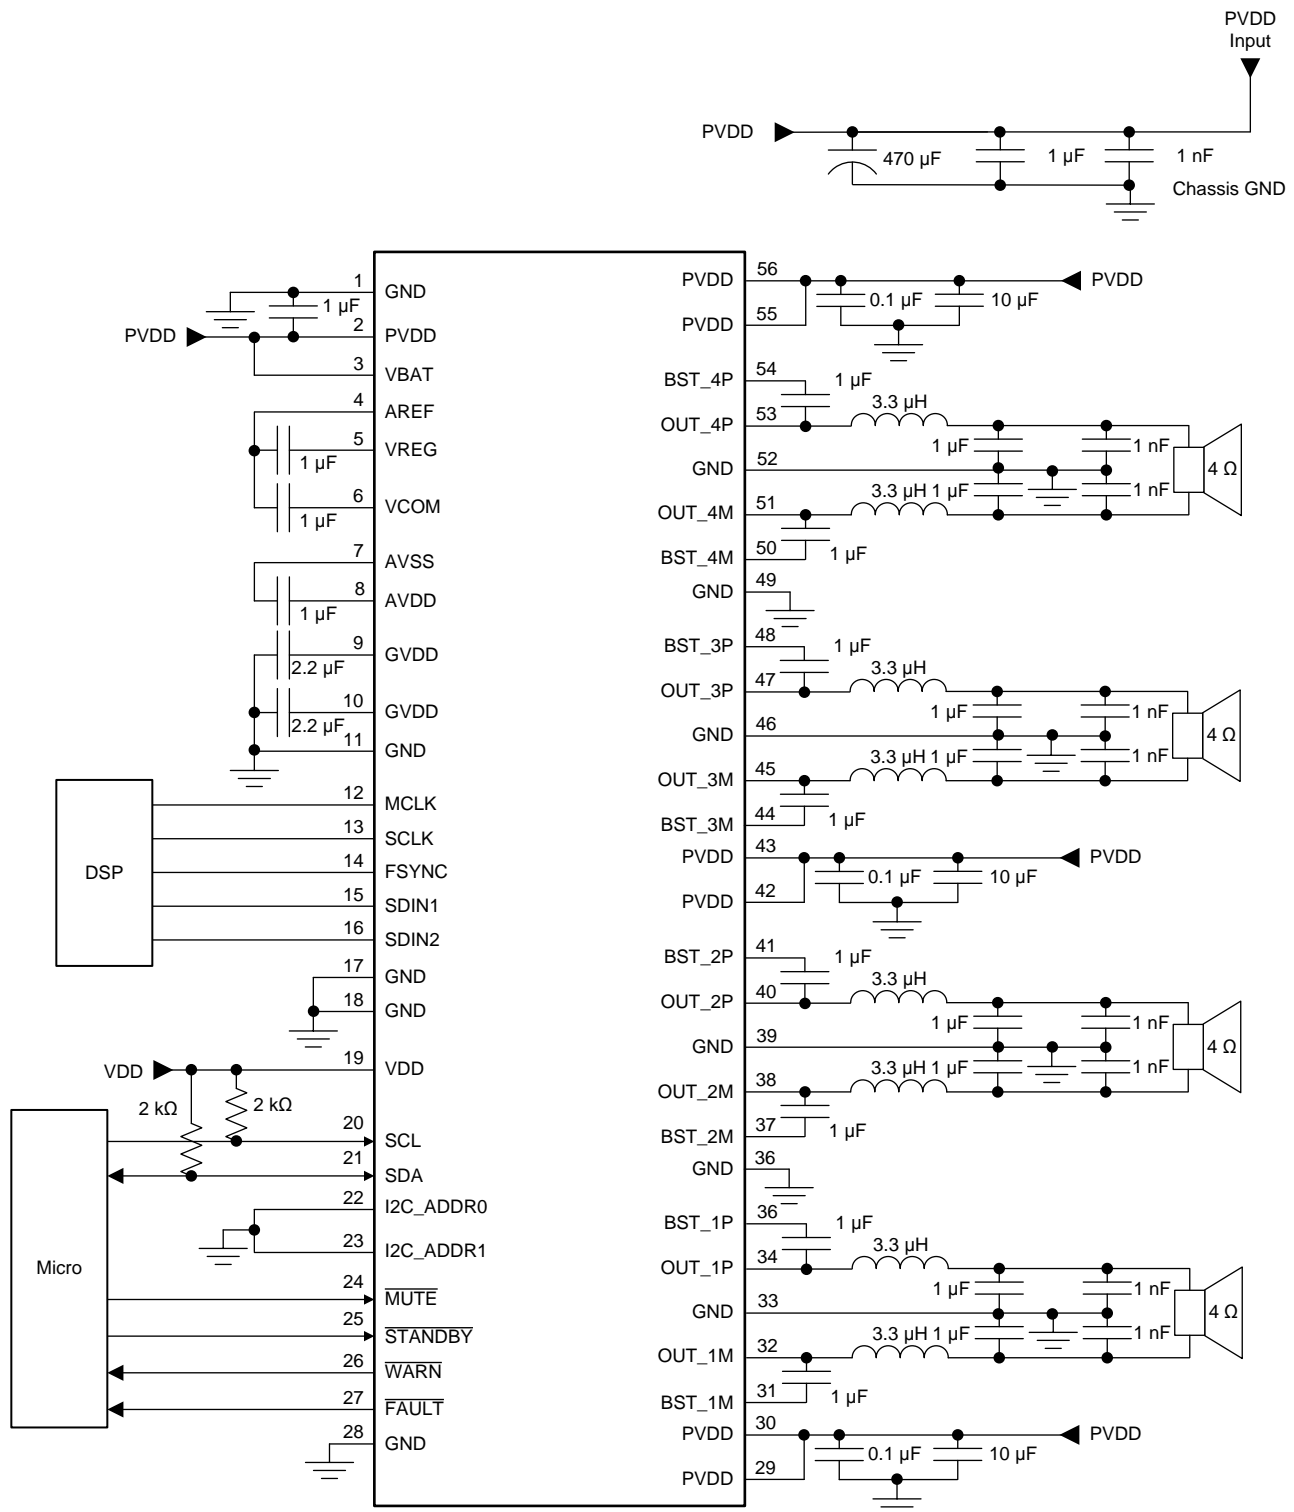 PVDD
Input
PVDD
470 µF
1 µF
1 nF
Chassis GND
1
GND
1 µF
PVDD
2
PVDD
3
VBAT
4
AREF
5
VREG
1 µF
6
VCOM
1 µF
7
AVSS
8
AVDD
1 µF
9
GVDD
2.2 µF
10
GVDD
2.2 µF
11
GND
DSP
12
MCLK
13
SCLK
14
FSYNC
15
SDIN1
16
SDIN2
17
GND
18
GND
VDD
19
VDD
2 kΩ
2 kΩ
Micro
20
SCL
21
SDA
22
I2C_ADDR0
23
I2C_ADDR1
24
MUTE
25
STANDBY
26
WARN
27
FAULT
28
GND
PVDD
56
PVDD
0.1 µF
10 µF
PVDD
55
BST_4P
54
1 µF
3.3 µH
OUT_4P
53
1 µF
1 nF
GND
52
4 Ω
3.3 µH
1 µF
1 nF
OUT_4M
51
BST_4M
50
1 µF
GND
49
BST_3P
48
1 µF
3.3 µH
OUT_3P
47
1 µF
1 nF
GND
46
4 Ω
3.3 µH
1 µF
1 nF
OUT_3M
45
BST_3M
44
1 µF
PVDD
43
PVDD
0.1 µF
10 µF
PVDD
42
BST_2P
41
1 µF
3.3 µH
OUT_2P
40
1 µF
1 nF
GND
39
4 Ω
3.3 µH
1 µF
1 nF
OUT_2M
38
BST_2M
37
1 µF
GND
36
BST_1P
36
1 µF
3.3 µH
OUT_1P
34
1 µF
1 nF
GND
33
4 Ω
3.3 µH
1 µF
1 nF
OUT_1M
32
BST_1M
31
1 µF
PVDD
30
PVDD
0.1 µF
10 µF
PVDD
29